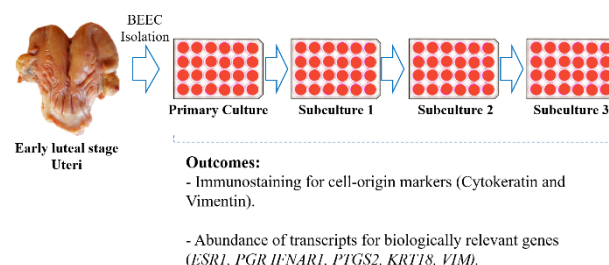 BEEC
Isolation
Primary Culture
Subculture 1
Subculture 2
Subculture 3
Early luteal stage
Uteri
Outcomes:
- Immunostaining for cell-origin markers (Cytokeratin and
Vimentin).
- Abundance of transcripts for biologically relevant genes
(ESR1, PGR IFNAR1, PTGS2, KRT18, VIM).